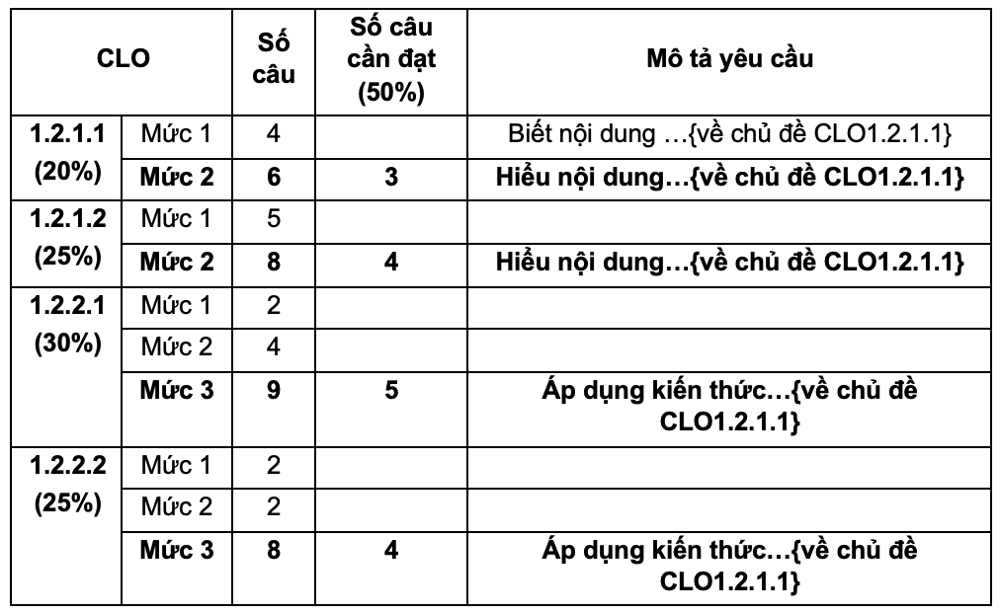 CLO
Số
câu
Số câu
cần đạt
(50%)
Mô tả yêu cầu
1.2.1.1
(20%)
Mức 1
4
Biết nội dung …{về chủ đề CLO1.2.1.1}
Mức 2
6
3
Hiểu nội dung…{về chủ đề CLO1.2.1.1}
1.2.1.2
(25%)
Mức 1
5
Mức 2
8
4
Hiểu nội dung…{về chủ đề CLO1.2.1.1}
1.2.2.1
(30%)
Mức 1
2
Mức 2
4
Mức 3
9
5
Áp dụng kiến thức…{về chủ đề
CLO1.2.1.1}
1.2.2.2
(25%)
Mức 1
2
Mức 2
2
Mức 3
8
4
Áp dụng kiến thức…{về chủ đề
CLO1.2.1.1}